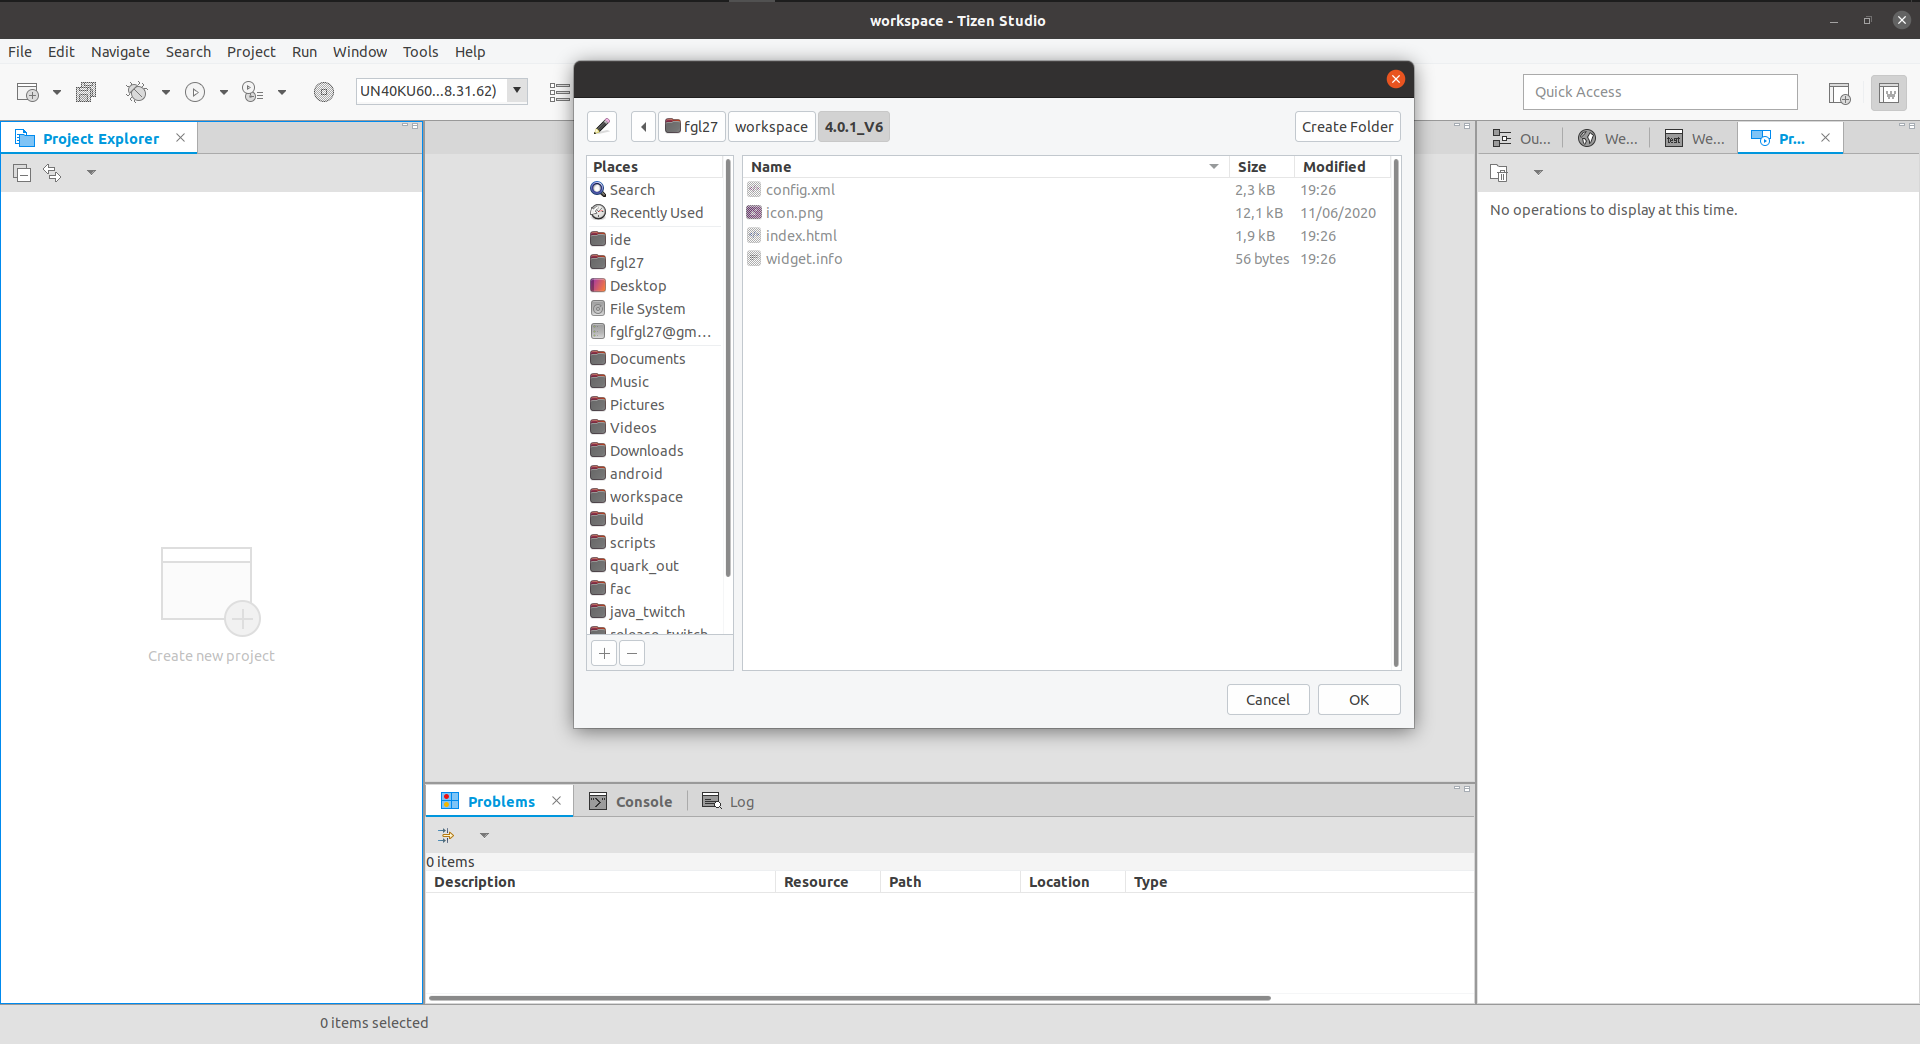 workspace - Tizen Studio
File Edit Navigate Search Project Run Window Tools Help
UN40KU60...8.31.62)
Quick Access
Project Explorer
Create new project
fgl27 workspace 4.0.1_V6 Create Folder
Places
Search
Recently Used
ide
fgl27
Desktop
File System
fglfgl27@gm...
Documents
Music
Pictures
Videos
Downloads
android
workspace
build
scripts
quark_out
fac
java_twitch
release_twitch
Name Size Modified
config.xml 2,3 kB 19:26
icon.png 12,1 kB 11/06/2020
index.html 1,9 kB 19:26
widget.info 56 bytes 19:26
Cancel OK
Ou... We... test We... Pr...
No operations to display at this time.
Problems Console Log
0 items
Description Resource Path Location Type
0 items selected